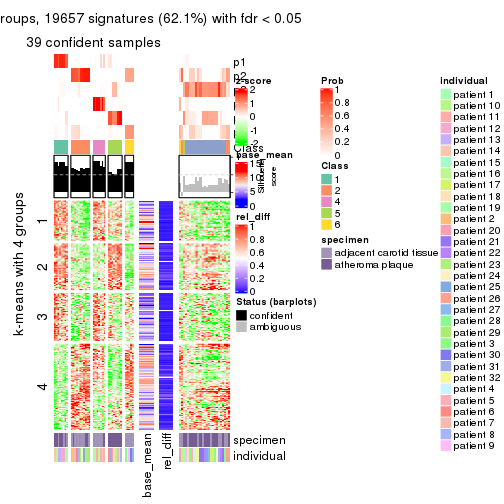 roups, 19657 signatures (62.1%) with fdr < 0.05
39 confident samples
p1
p2
z-score
2
1
0
-1
-2
Class
base_mean
15
10
5
0
Silhouette
score
rel_diff
1
0.8
0.6
0.4
0.2
0
Status (barplots)
confident
ambiguous
k-means with 4 groups
1
2
3
4
specimen
individual
base_mean
rel_diff
Prob
1
0.8
0.6
0.4
0.2
0
Class
1
2
4
5
6
specimen
adjacent carotid tissue
atheroma plaque
individual
patient 1
patient 10
patient 11
patient 12
patient 13
patient 14
patient 15
patient 16
patient 17
patient 18
patient 19
patient 2
patient 20
patient 21
patient 22
patient 23
patient 24
patient 25
patient 26
patient 27
patient 28
patient 29
patient 3
patient 30
patient 31
patient 32
patient 4
patient 5
patient 6
patient 7
patient 8
patient 9